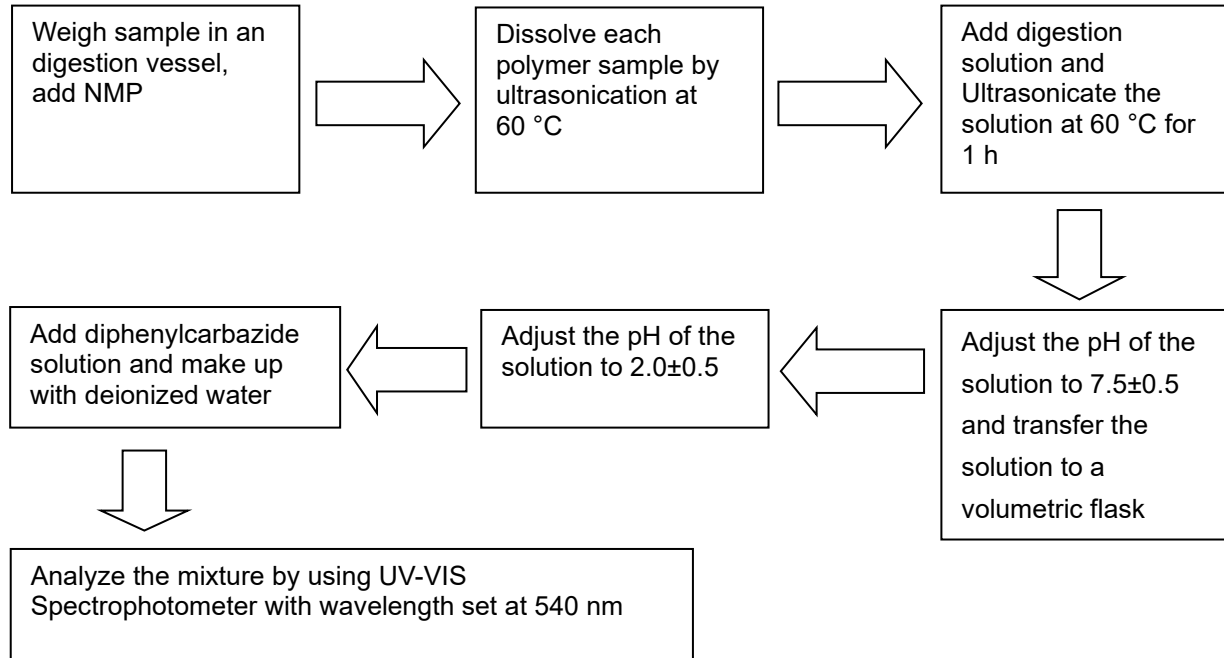 Weigh sample in an
digestion vessel,
add NMP
Dissolve each
polymer sample by
ultrasonication at
60 °C
Add digestion
solution and
Ultrasonicate the
solution at 60 °C for
1 h
Adjust the pH of the
solution to 7.5±0.5
and transfer the
solution to a
volumetric flask
Adjust the pH of the
solution to 2.0±0.5
Add diphenylcarbazide
solution and make up
with deionized water
Analyze the mixture by using UV-VIS
Spectrophotometer with wavelength set at 540 nm